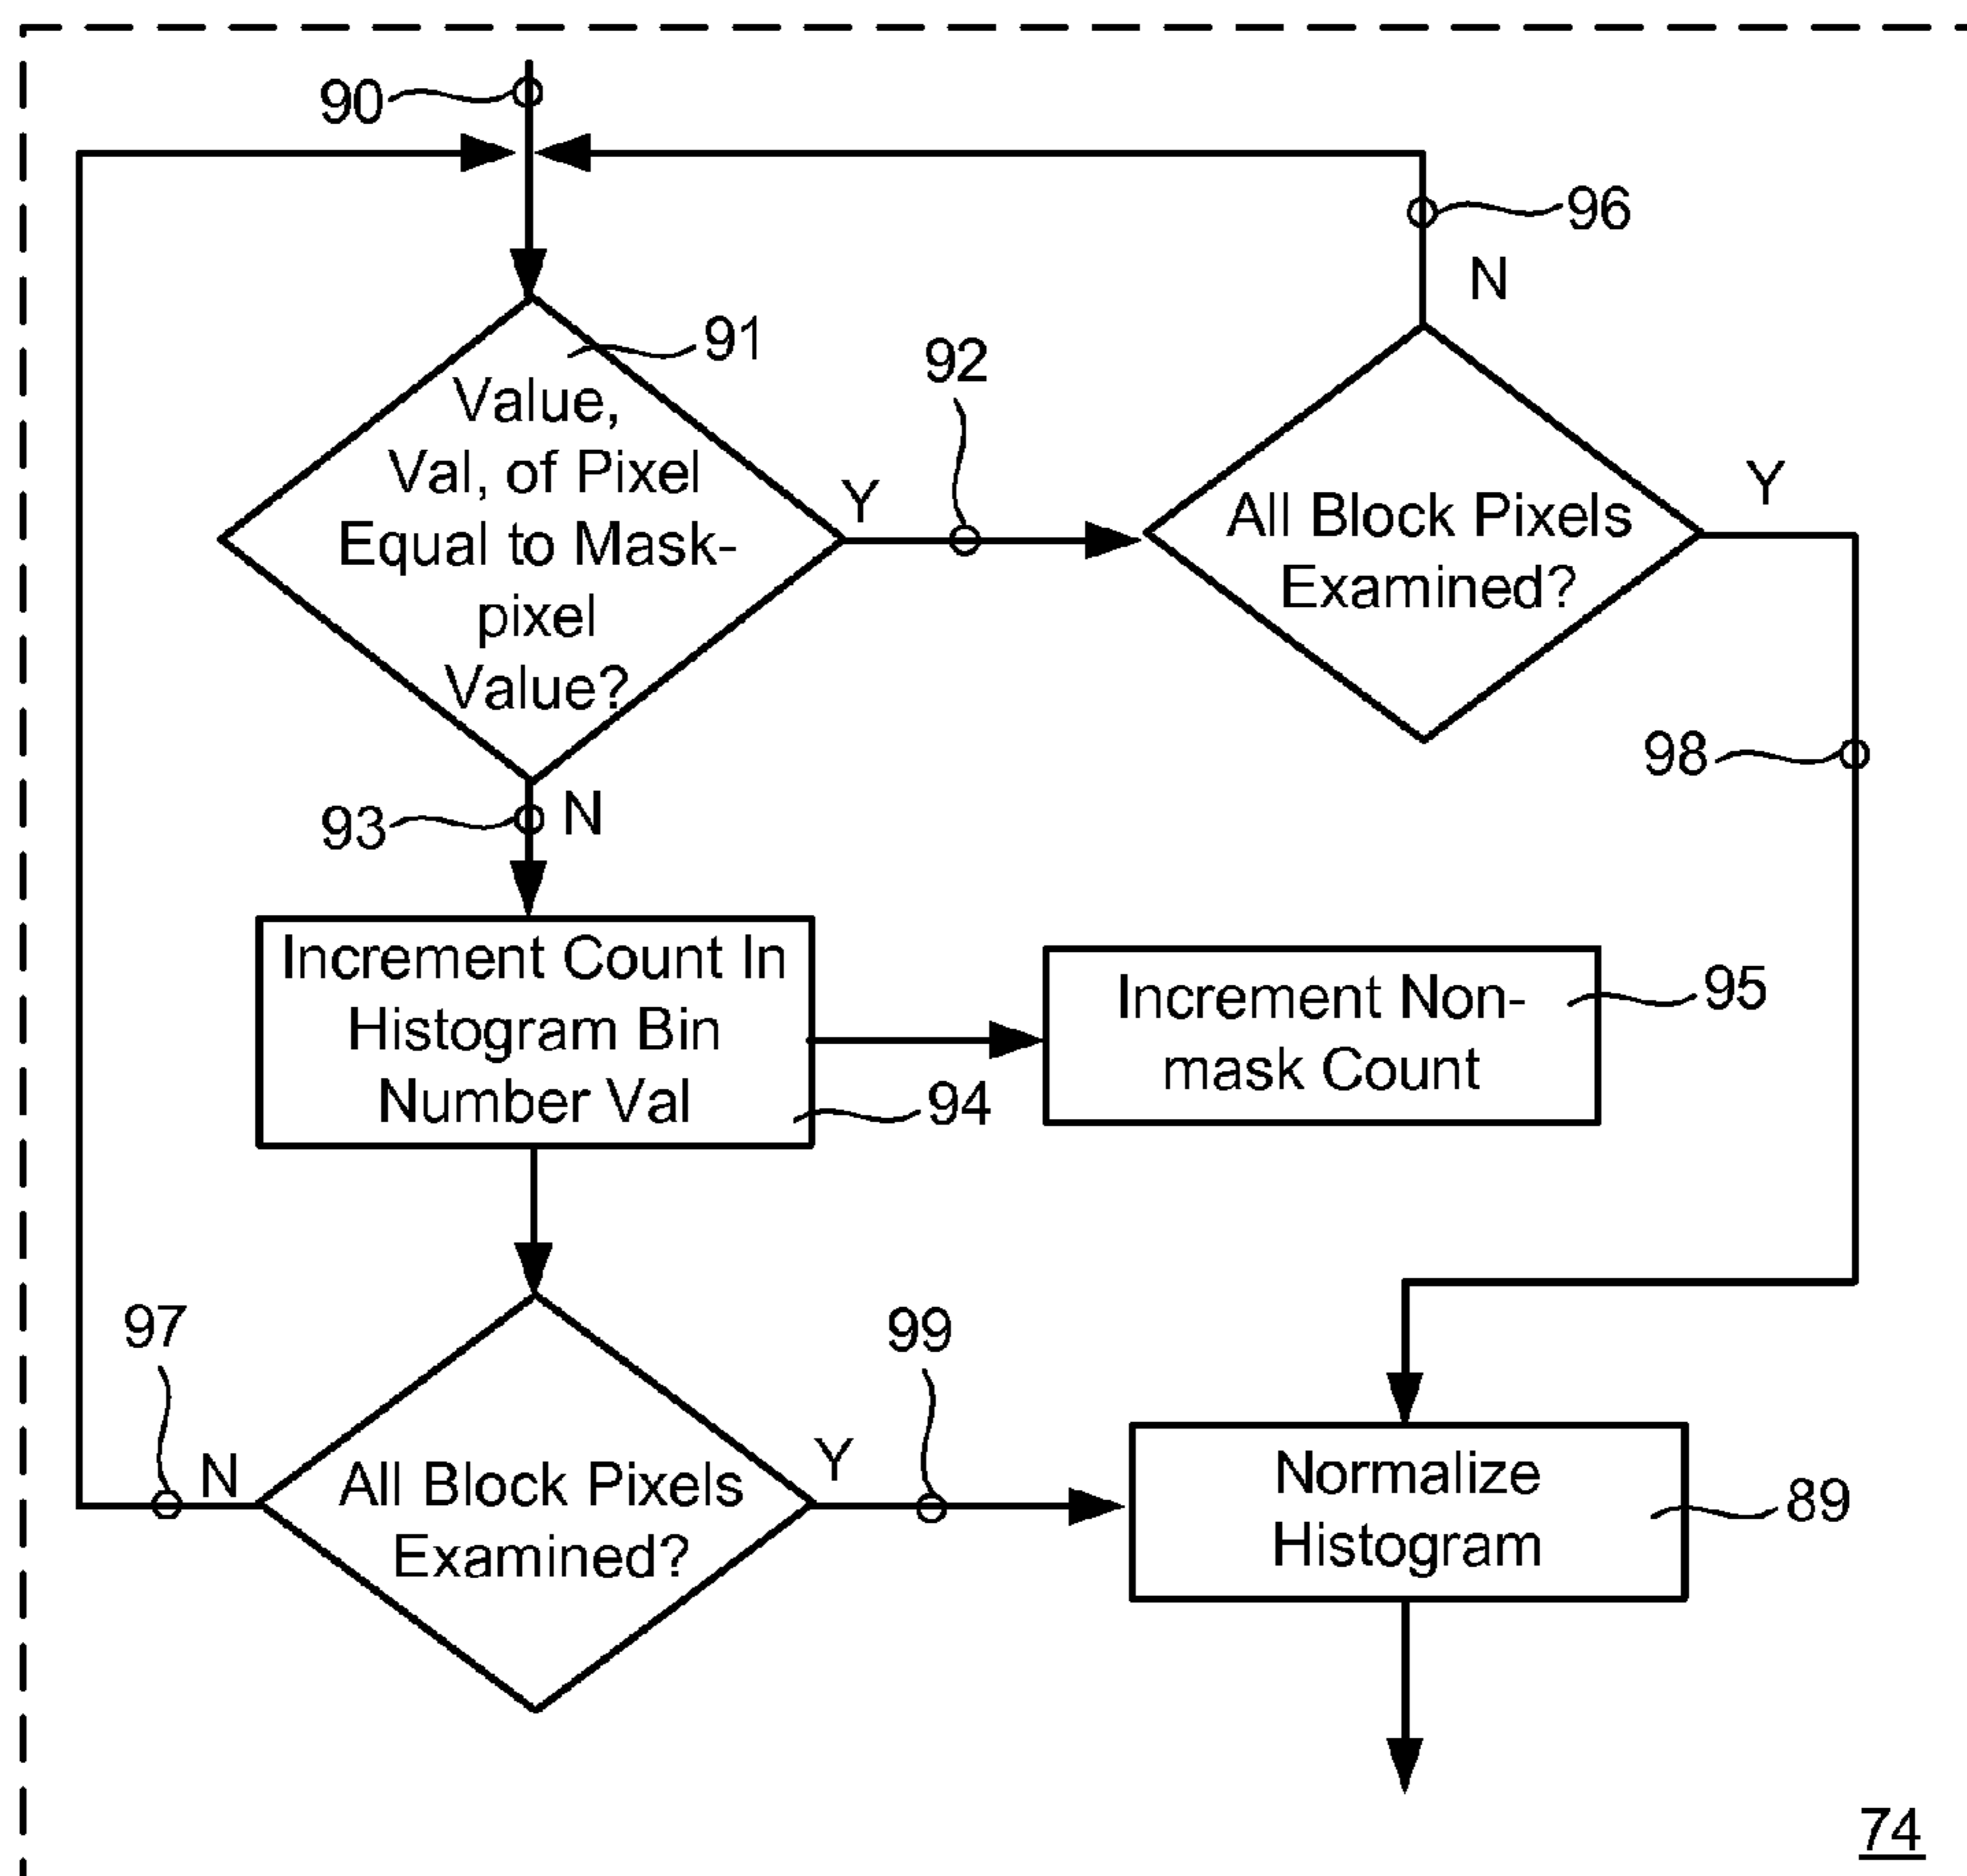 90
96
N
91
92
Value,
Val, of Pixel
Equal to Mask-
pixel
Value?
Y
All Block Pixels
Examined?
Y
98
93
N
Increment Count In
Histogram Bin
Number Val
94
Increment Non-
mask Count
95
97
N
All Block Pixels
Examined?
99
Y
Normalize
Histogram
89
74